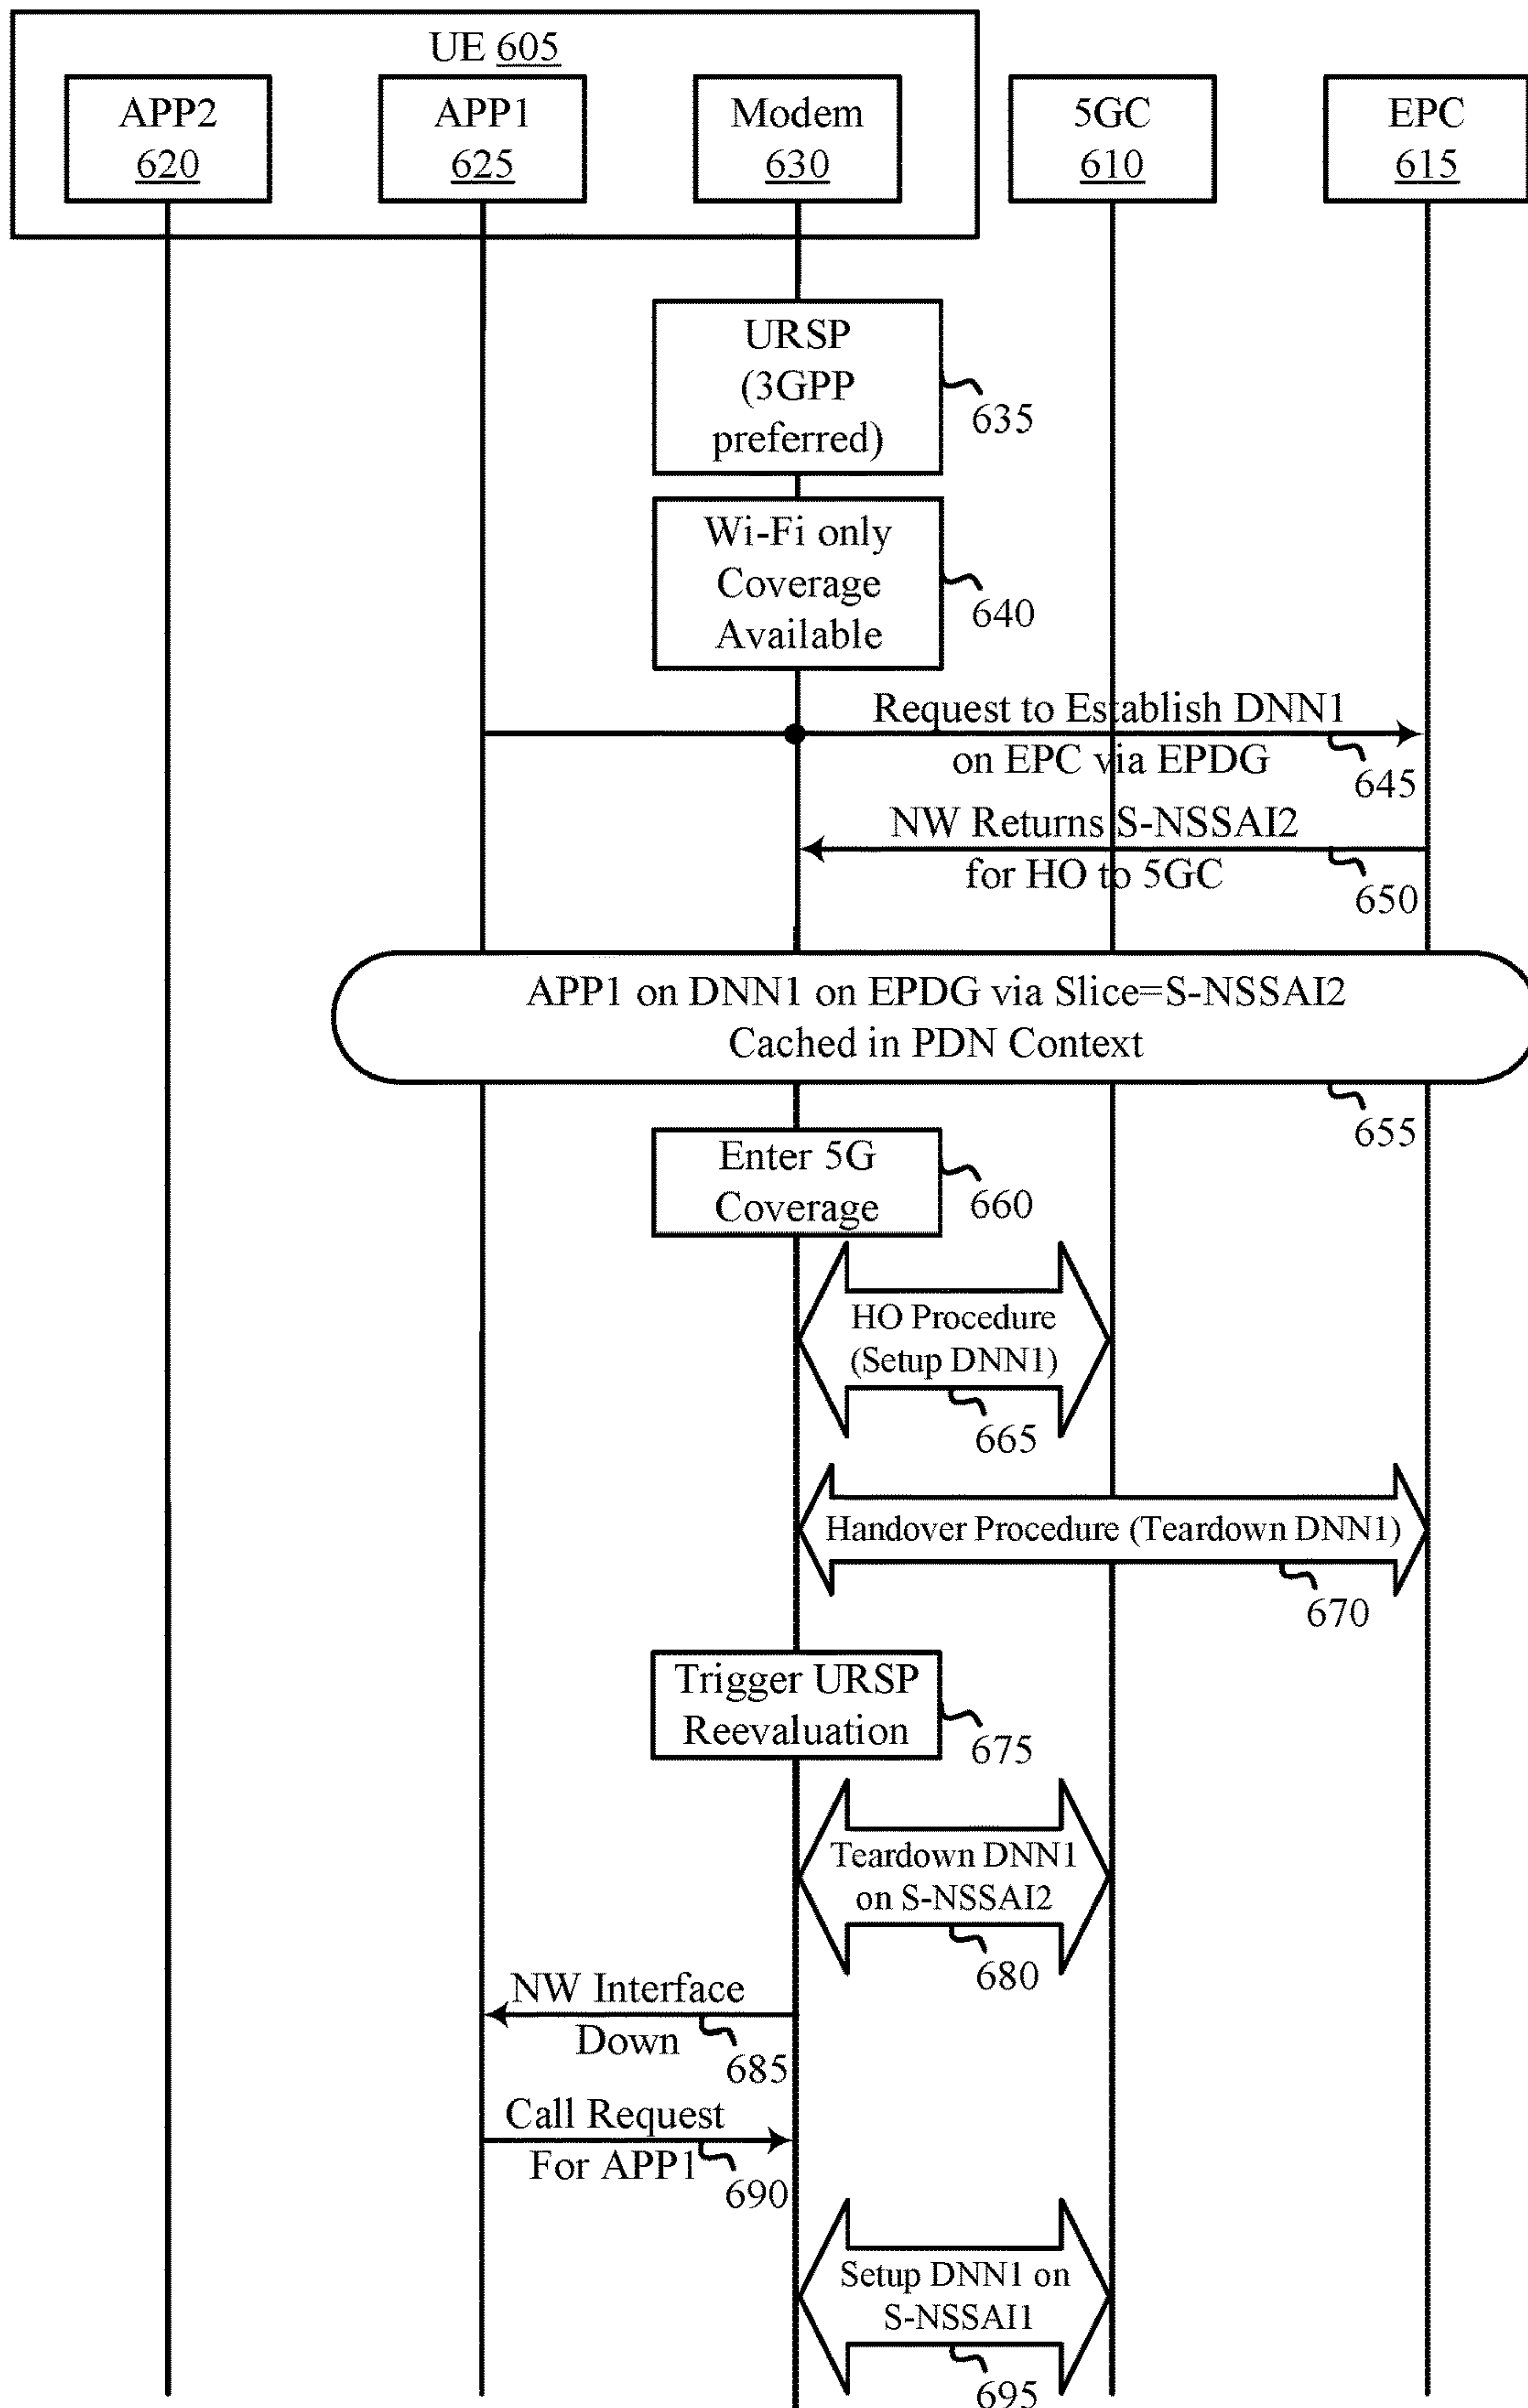 UE 605
APP2
620
APP1
625
Modem
630
5GC
610
EPC
615
URSP
(3GPP
preferred)
635
Wi-Fi only
Coverage
Available
640
Request to Establish DNN1
on EPC via EPDG
645
NW Returns S-NSSAI2
for HO to 5GC
650
APP1 on DNN1 on EPDG via Slice=S-NSSAI2
Cached in PDN Context
655
Enter 5G
Coverage
660
HO Procedure
(Setup DNN1)
665
Handover Procedure (Teardown DNN1)
670
Trigger URSP
Reevaluation
675
Teardown DNN1
on S-NSSAI2
680
NW Interface
Down
685
Call Request
For APP1
690
Setup DNN1 on
S-NSSAI1
695